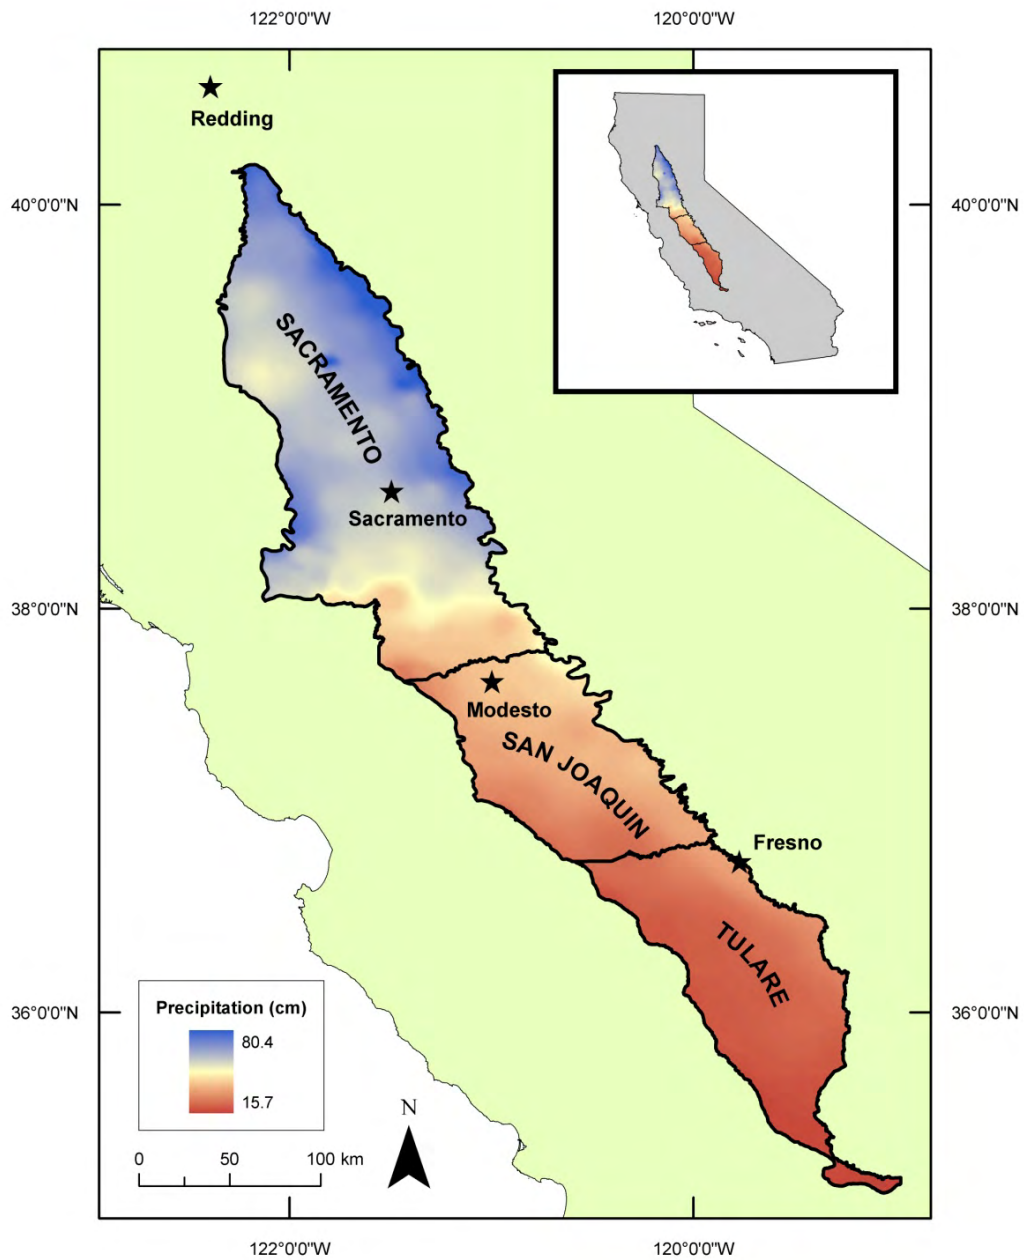 122°0'0"W 120°0'0"W
Redding
40°0'0"N 40°0'0"N
SACRAMENTO
Sacramento
38°0'0"N 38°0'0"N
Modesto
SAN JOAQUIN
Fresno
TULARE
36°0'0"N 36°0'0"N
Precipitation (cm)
80.4
15.7
N
0 50 100 km
122°0'0"W 120°0'0"W